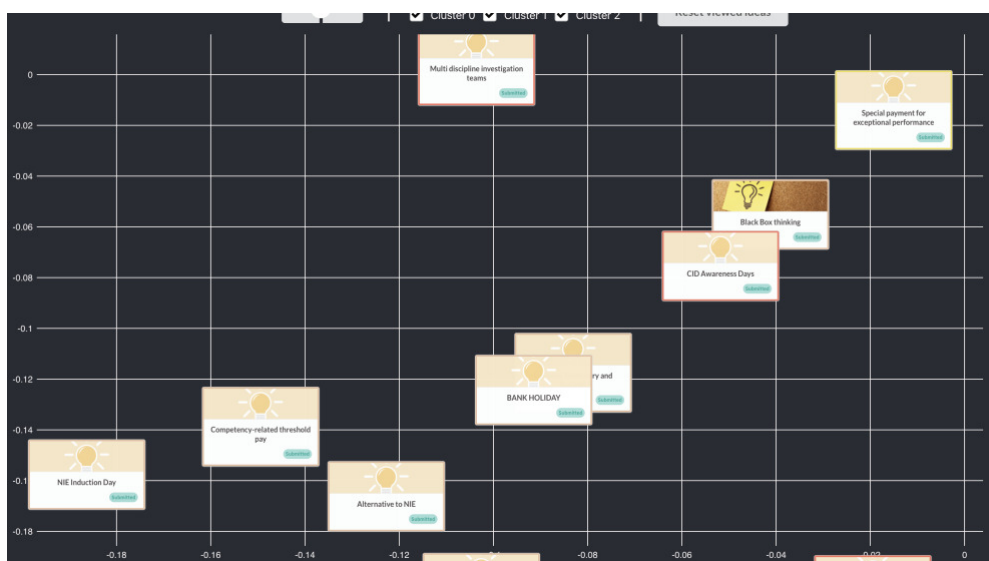 Cluster 0 Cluster 1 Cluster 2 Reset viewed ideas
0
Multi discipline investigation
teams
Submitted
Special payment for
exceptional performance
Submitted
-0.02
-0.04
Black Box thinking
Submitted
-0.06
CID Awareness Days
Submitted
-0.08
-0.1
ry and
Submitted
BANK HOLIDAY
Submitted
-0.12
Competency-related threshold
pay
Submitted
-0.14
NIE Induction Day
Submitted
Alternative to NIE
Submitted
-0.18
-0.18 -0.16 -0.14 -0.12 -0.08 -0.06 -0.04 -0.02 0